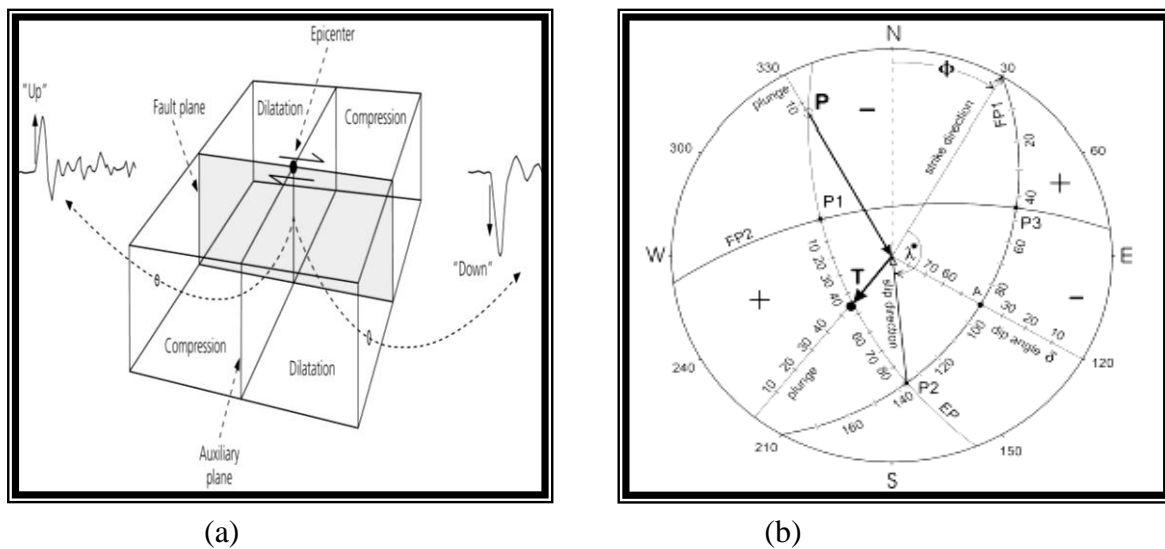 Epicenter
"Up"
Fault plane
Dilatation
Compression
"Down"
Compression
Dilatation
Auxiliary
plane
(a)
N
330
Φ
30
plunge
10
P
−
FP1
20
300
strike direction
60
+
40
P1
P3
FP2
W
E
10
20
30
40
λ
70
60
60
T
slip direction
+
80
A
−
40
30
20
10
60
70
80
100
30
20
10
dip angle δ
plunge
120
240
120
P2
140
EP
160
210
150
S
(b)